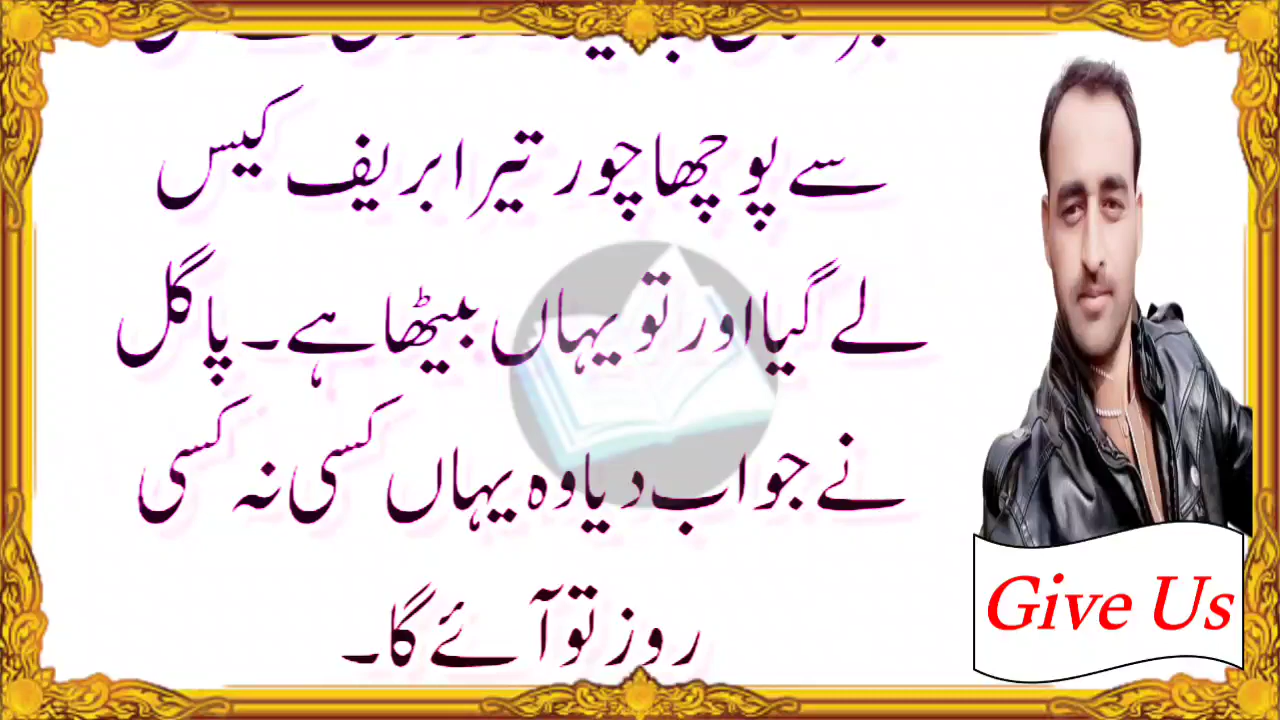 سے پوچھا چور تیرا بریف کیس
لے گیا اور تو یہاں بیٹھا ہے۔ پاگل
نے جواب دیا وہ یہاں کسی نہ کسی
روز تو آئے گا۔
Give Us